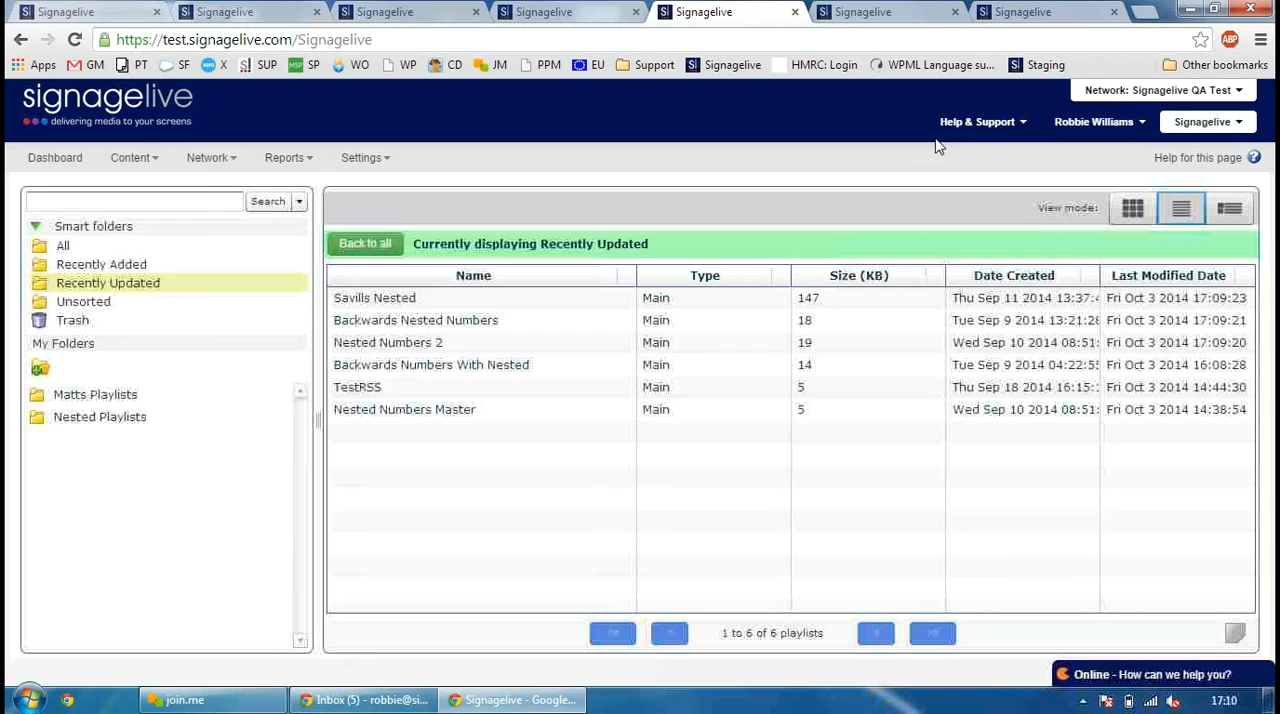 Signagelive Signagelive Signagelive Signagelive Signagelive Signagelive Signagelive
https://test.signagelive.com/Signagelive ABP
Apps GM PT SF X SUP SP WO WP CD JM PPM EU Support Signagelive HMRC: Login WPML Language su... Staging Other bookmarks
signagelive
delivering media to your screens
Network: Signagelive QA Test
Help & Support Robbie Williams Signagelive
Dashboard Content Network Reports Settings Help for this page
Search
View mode:
Smart folders
All
Recently Added
Recently Updated
Unsorted
Trash
My Folders
Matts Playlists
Nested Playlists
Back to all Currently displaying Recently Updated
Name Type Size (KB) Date Created Last Modified Date
Savills Nested Main 147 Thu Sep 11 2014 13:37:4 Fri Oct 3 2014 17:09:23
Backwards Nested Numbers Main 18 Tue Sep 9 2014 13:21:28 Fri Oct 3 2014 17:09:21
Nested Numbers 2 Main 19 Wed Sep 10 2014 08:51: Fri Oct 3 2014 17:09:20
Backwards Numbers With Nested Main 14 Tue Sep 9 2014 04:22:55 Fri Oct 3 2014 16:08:28
TestRSS Main 5 Thu Sep 18 2014 16:15: Fri Oct 3 2014 14:44:30
Nested Numbers Master Main 5 Wed Sep 10 2014 08:51: Fri Oct 3 2014 14:38:54
1 to 6 of 6 playlists
Online - How can we help you?
join.me Inbox (5) - robbie@si... Signagelive - Google... 17:10